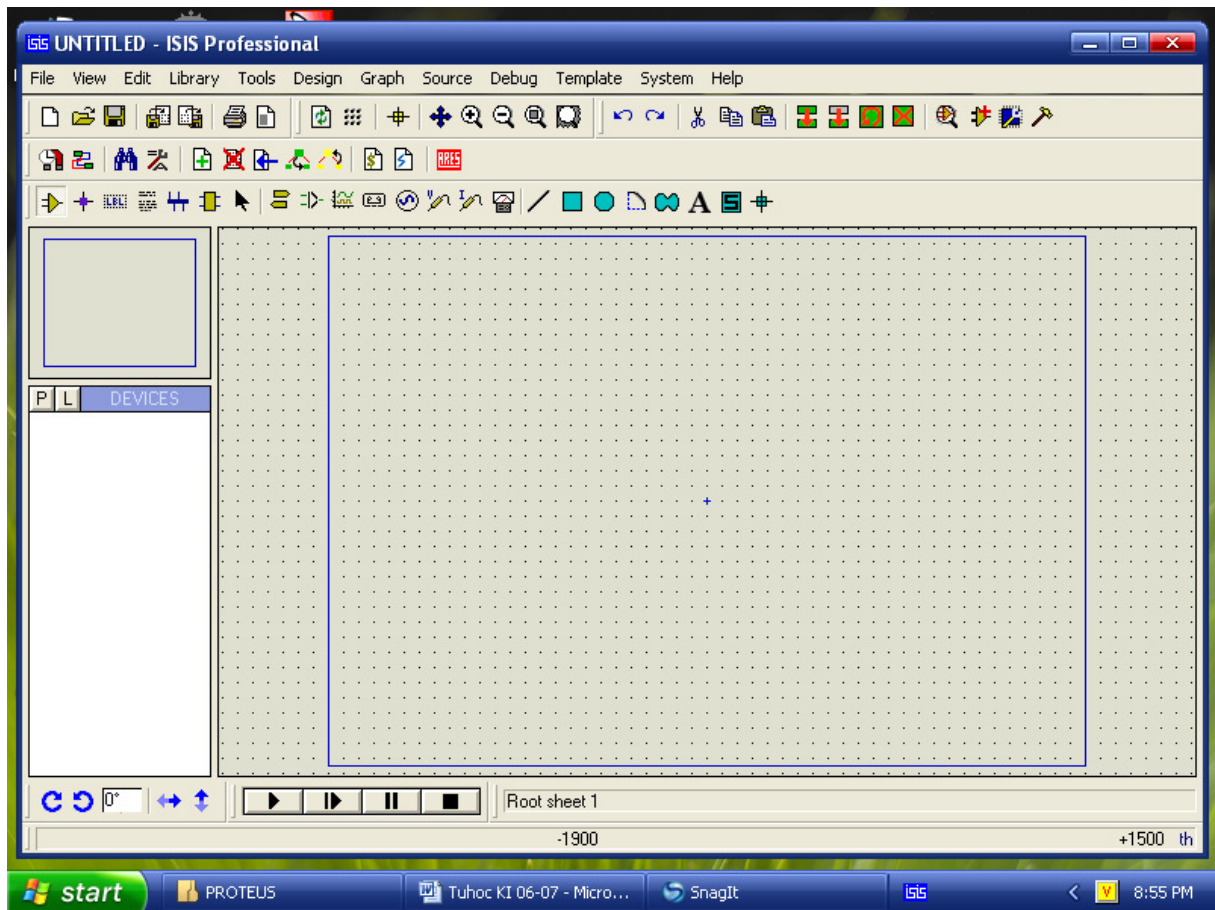 isis UNTITLED - ISIS Professional
File View Edit Library Tools Design Graph Source Debug Template System Help
ARES
LBL
A S
P L DEVICES
0° Root sheet 1
-1900 +1500 th
start PROTEUS Tuhoc KI 06-07 - Micro... SnagIt isis V 8:55 PM